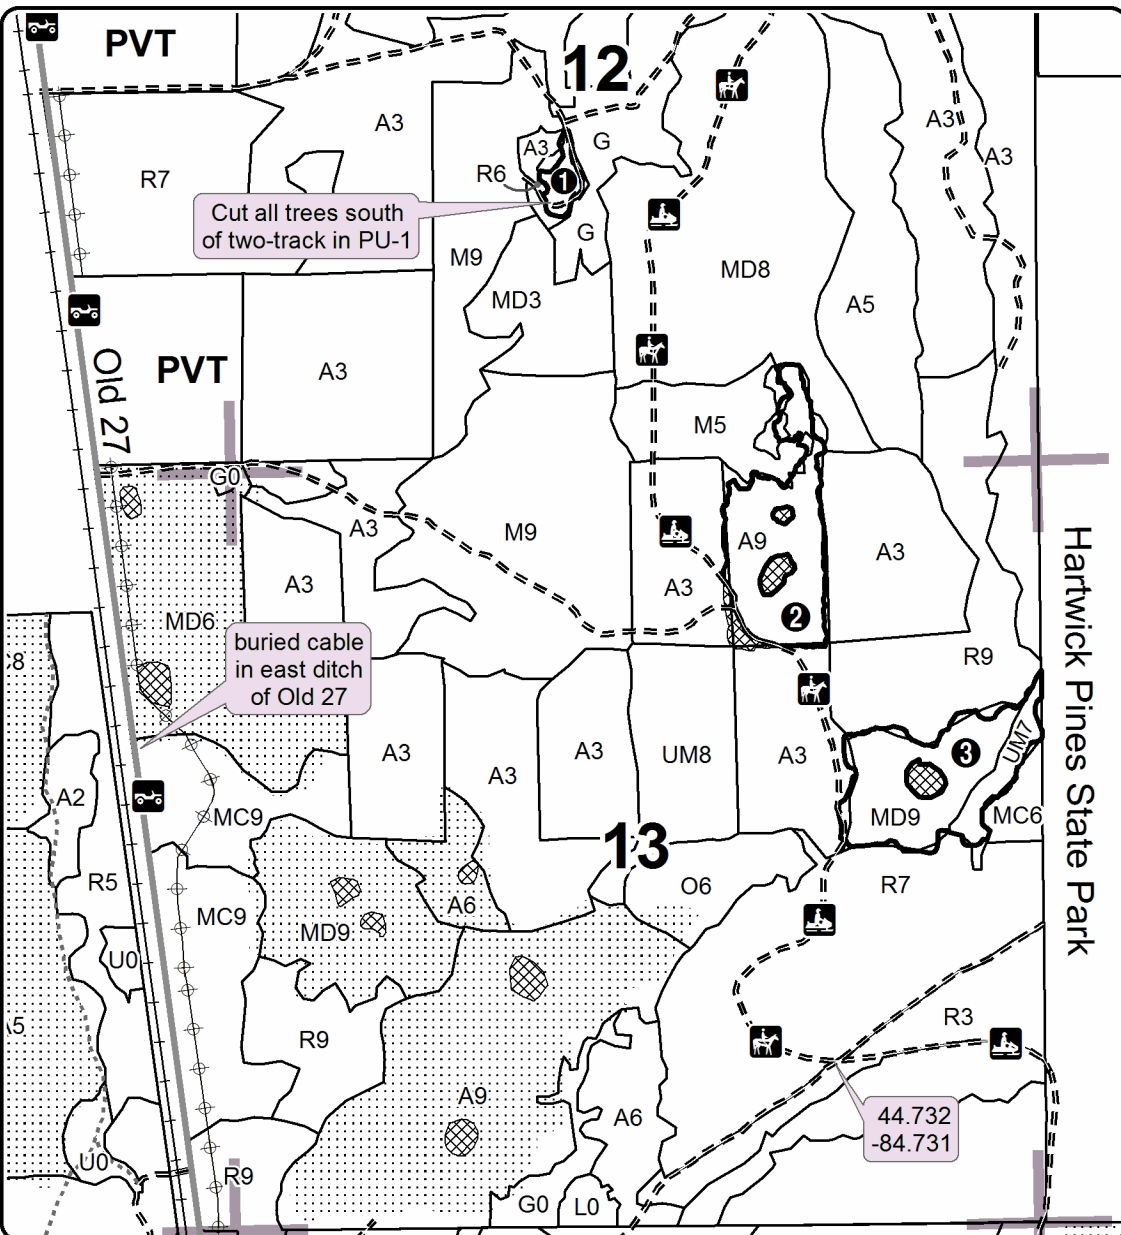 PVT
12
A3
A3
A3
A3
G
R7
R6
1
Cut all trees south
of two-track in PU-1
G
M9
MD8
MD3
A5
Old 27
PVT
A3
M5
G0
A3
M9
A9
A3
A3
A3
MD6
2
buried cable
in east ditch
of Old 27
R9
Hartwick Pines State Park
A3
A3
A3
UM8
A3
3
UM7
A2
MC9
MD9
MC6
13
R5
O6
R7
A6
MC9
MD9
U0
R3
R9
A9
A6
44.732
-84.731
U0
R9
G0
L0